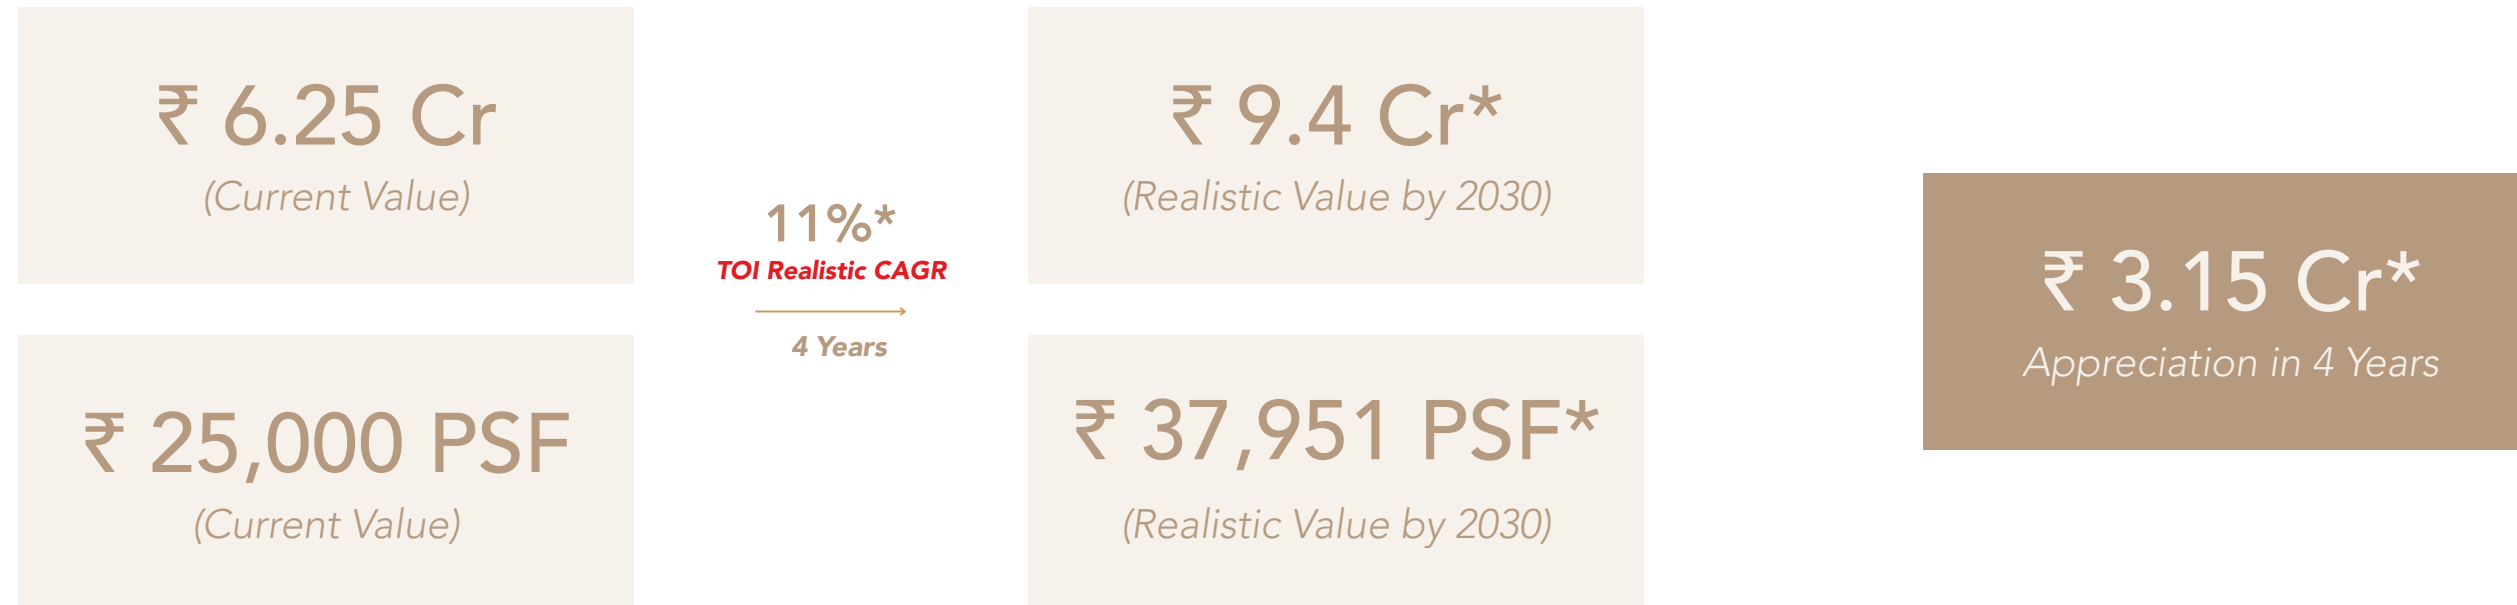 ₹ 6.25 Cr
(Current Value)
₹ 25,000 PSF
(Current Value)
11%*
TOI Realistic CAGR
4 Years
₹ 9.4 Cr*
(Realistic Value by 2030)
₹ 37,951 PSF*
(Realistic Value by 2030)
₹ 3.15 Cr*
Appreciation in 4 Years